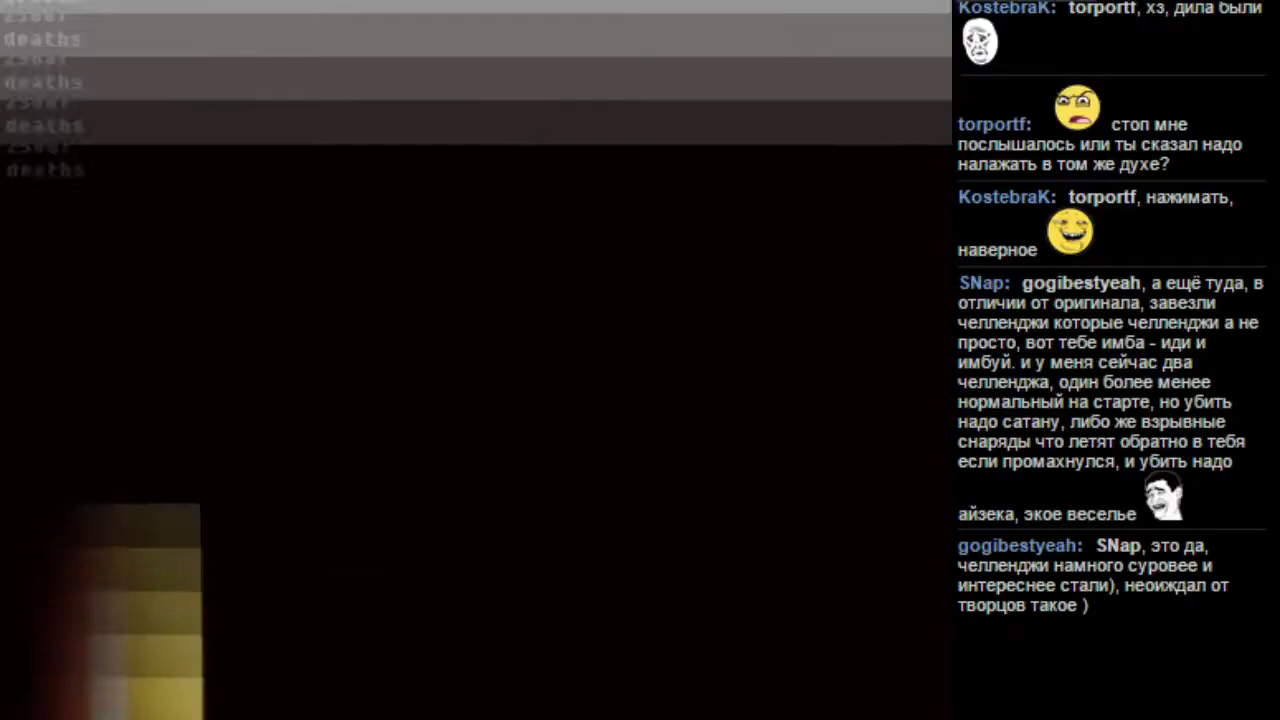 deaths
deaths
deaths
deaths
KostebraK: torportf, хз, дила были
torportf: стоп мне
послышалось или ты сказал надо
налажать в том же духе?
KostebraK: torportf, нажимать,
наверное
SNap: gogibestyeah, а ещё туда, в
отличии от оригинала, завезли
челленджи которые челленджи а не
просто, вот тебе имба - иди и
имбуй. и у меня сейчас два
челленджа, один более менее
нормальный на старте, но убить
надо сатану, либо же взрывные
снаряды что летят обратно в тебя
если промахнулся, и убить надо
айзека, экое веселье
gogibestyeah: SNap, это да,
челленджи намного суровее и
интереснее стали), неоиждал от
творцов такое )